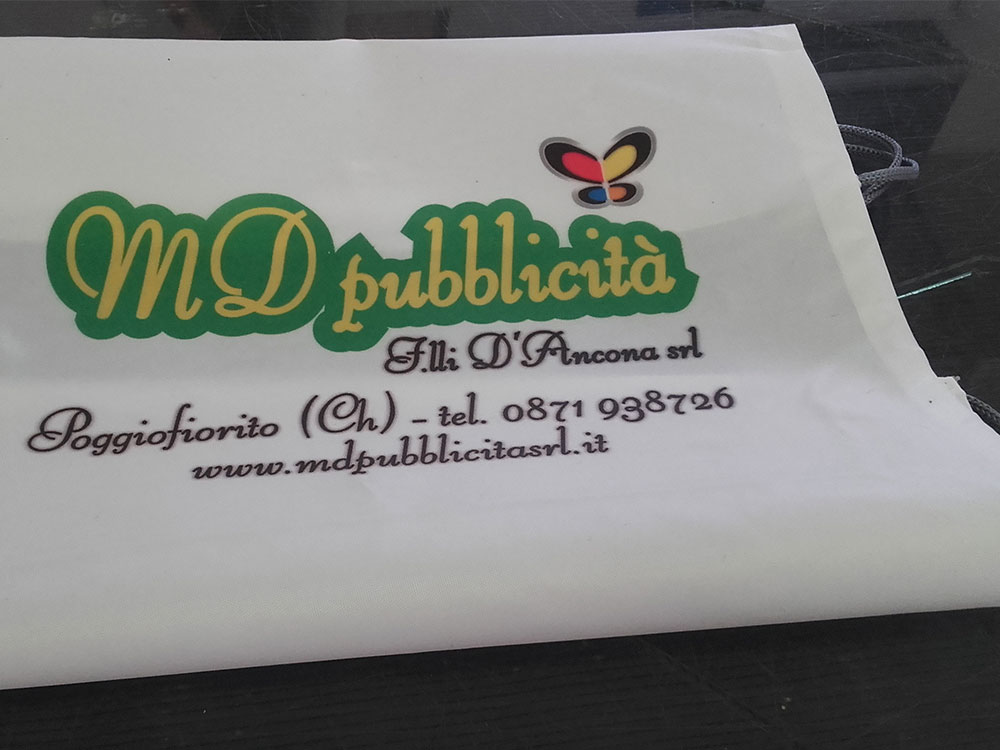 MD pubblicità
F.lli D'Ancona srl
Poggiofiorito (Ch) - tel. 0871 938726
www.mdpubblicitasrl.it